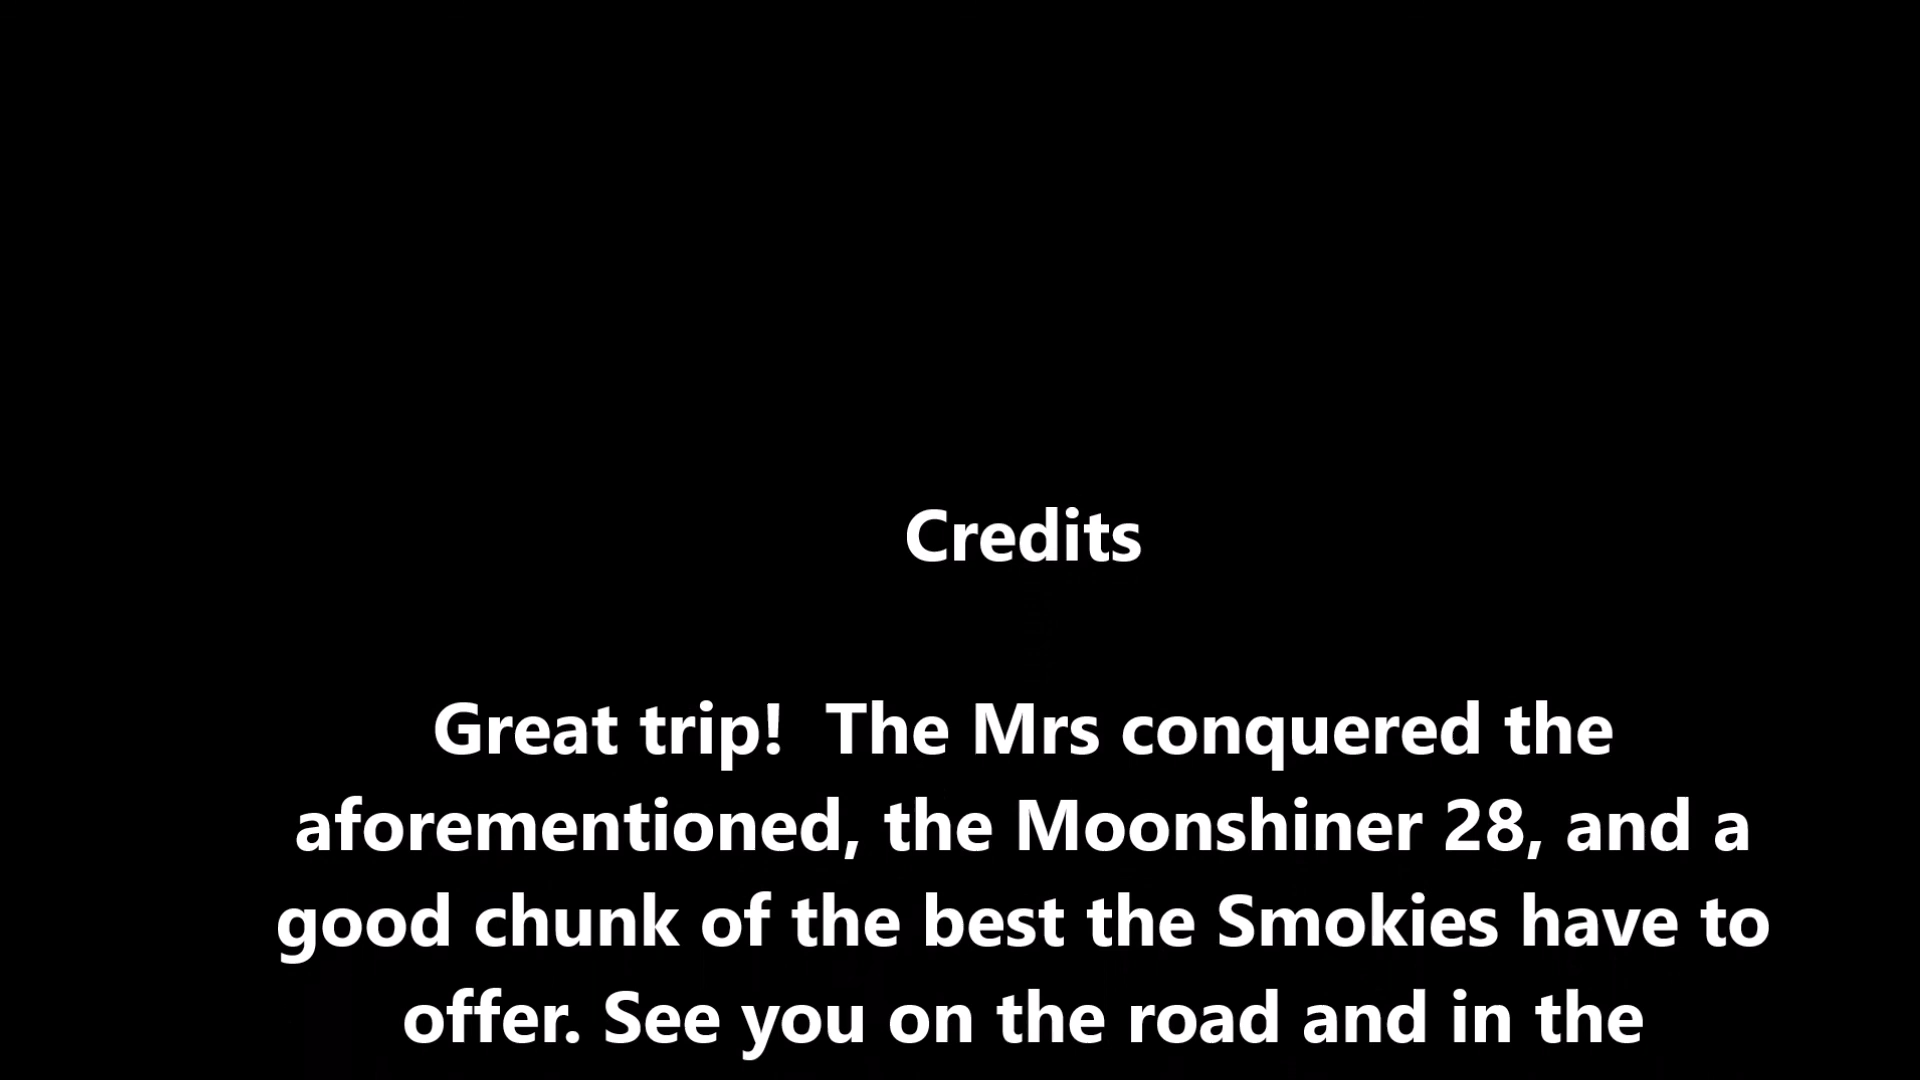 Credits
Great trip!  The Mrs conquered the
aforementioned, the Moonshiner 28, and a
good chunk of the best the Smokies have to
offer. See you on the road and in the